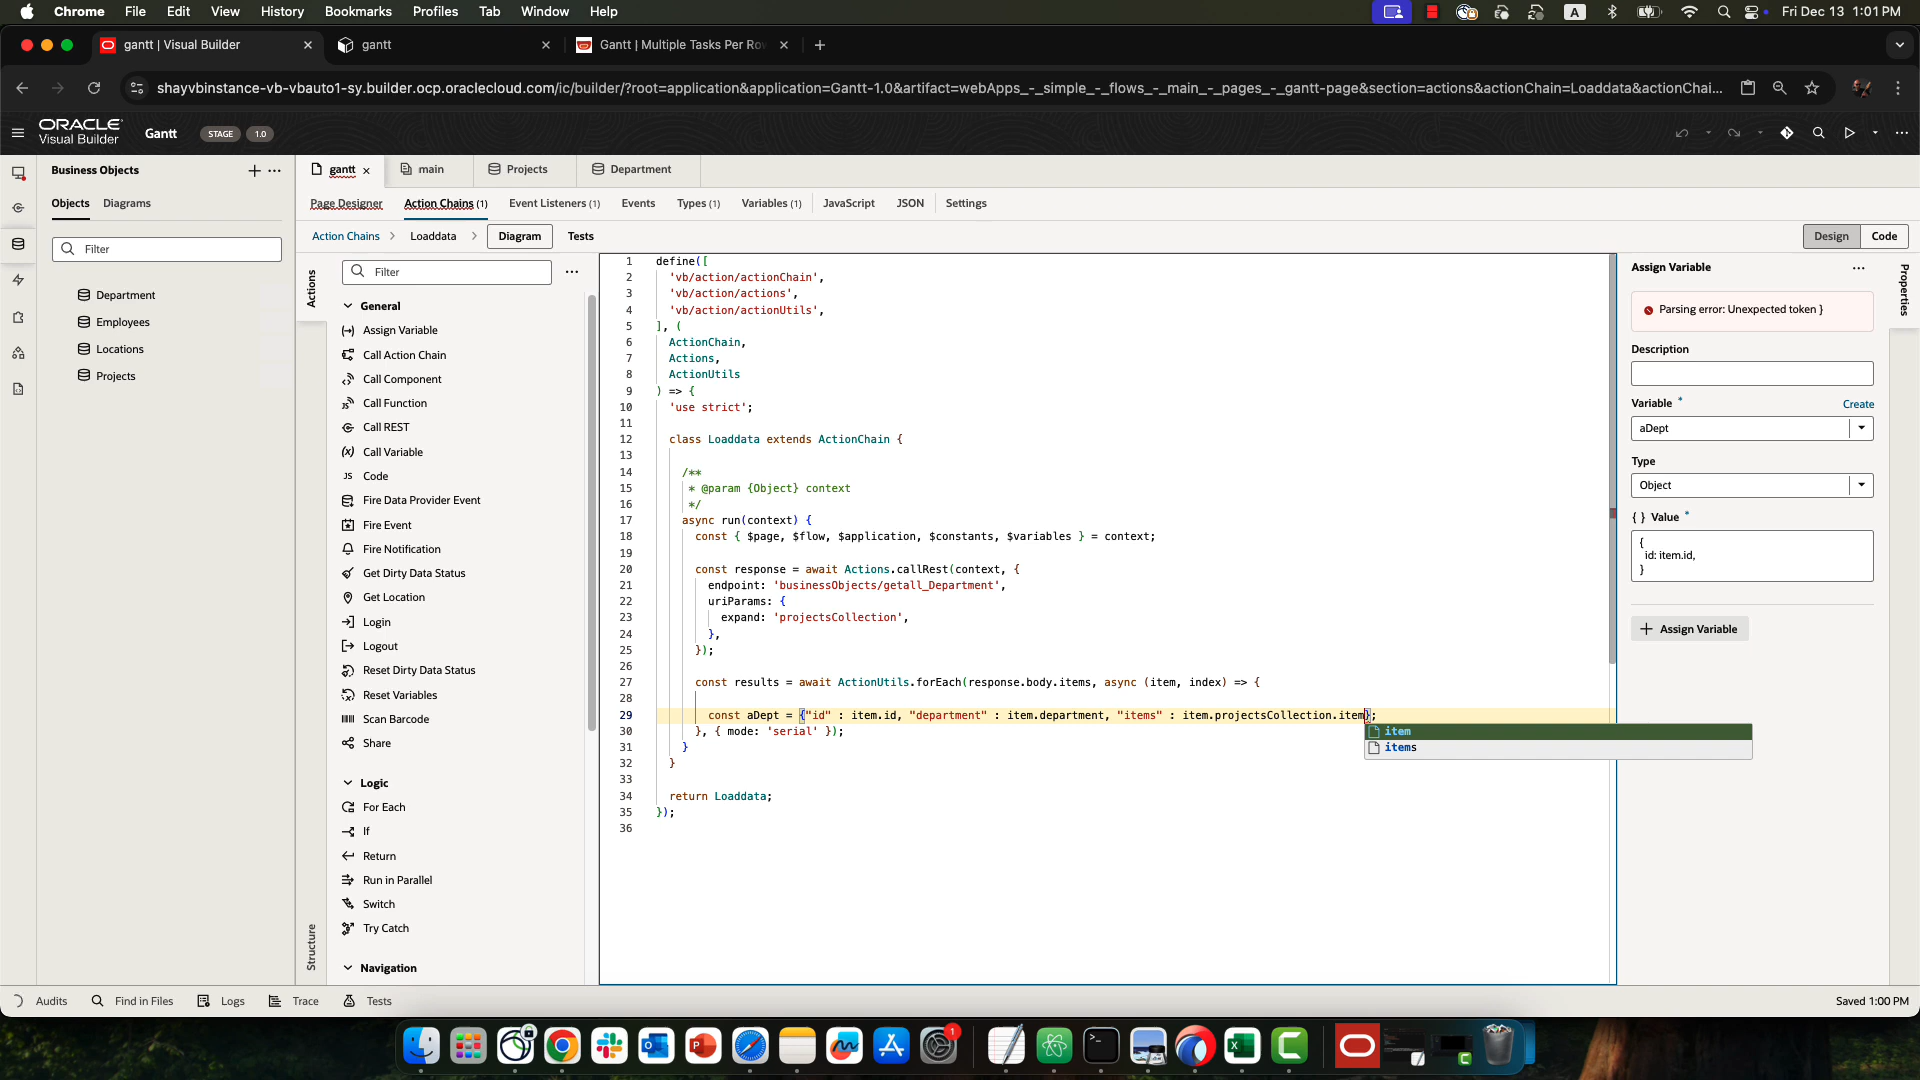 Chrome File Edit View History Bookmarks Profiles Tab Window Help
A
Fri Dec 13 1:01 PM
gantt | Visual Builder
gantt
Gantt | Multiple Tasks Per Ro
shayvbinstance-vb-vbauto1-sy.builder.ocp.oraclecloud.com/ic/builder/?root=application&application=Gantt-1.0&artifact=webApps_-_simple_-_flows_-_main_-_pages_-_gantt-page&section=actions&actionChain=Loaddata&actionChai...
ORACLE
Visual Builder
Gantt
STAGE
1.0
Business Objects
gantt
main
Projects
Department
Objects
Diagrams
Page Designer
Action Chains (1)
Event Listeners (1)
Events
Types (1)
Variables (1)
JavaScript
JSON
Settings
Action Chains
Loaddata
Diagram
Tests
Design
Code
Filter
Department
Employees
Locations
Projects
Actions
Structure
Filter
General
Assign Variable
Call Action Chain
Call Component
Call Function
Call REST
(x) Call Variable
JS Code
Fire Data Provider Event
Fire Event
Fire Notification
Get Dirty Data Status
Get Location
Login
Logout
Reset Dirty Data Status
Reset Variables
Scan Barcode
Share
Logic
For Each
If
Return
Run in Parallel
Switch
Try Catch
Navigation
1 define([
2 'vb/action/actionChain',
3 'vb/action/actions',
4 'vb/action/actionUtils',
5 ], (
6 ActionChain,
7 Actions,
8 ActionUtils
9 ) => {
10 'use strict';
11
12 class Loaddata extends ActionChain {
13
14 /**
15 * @param {Object} context
16 */
17 async run(context) {
18 const { $page, $flow, $application, $constants, $variables } = context;
19
20 const response = await Actions.callRest(context, {
21 endpoint: 'businessObjects/getall_Department',
22 uriParams: {
23 expand: 'projectsCollection',
24 },
25 });
26
27 const results = await ActionUtils.forEach(response.body.items, async (item, index) => {
28
29 const aDept = {"id" : item.id, "department" : item.department, "items" : item.projectsCollection.item};
30 }, { mode: 'serial' });
31 }
32 }
33
34 return Loaddata;
35 });
36
item
items
Assign Variable
Properties
Parsing error: Unexpected token }
Description
Variable *
Create
aDept
Type
Object
{ } Value *
{
id: item.id,
}
+ Assign Variable
Audits
Find in Files
Logs
Trace
Tests
Saved 1:00 PM
1